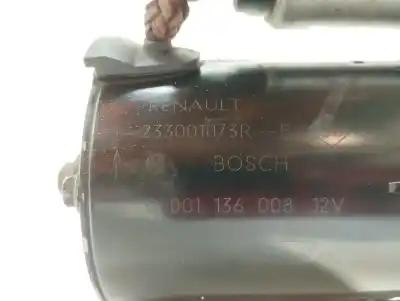 RENAULT
233001073R--E
BOSCH
001 136 008 12V